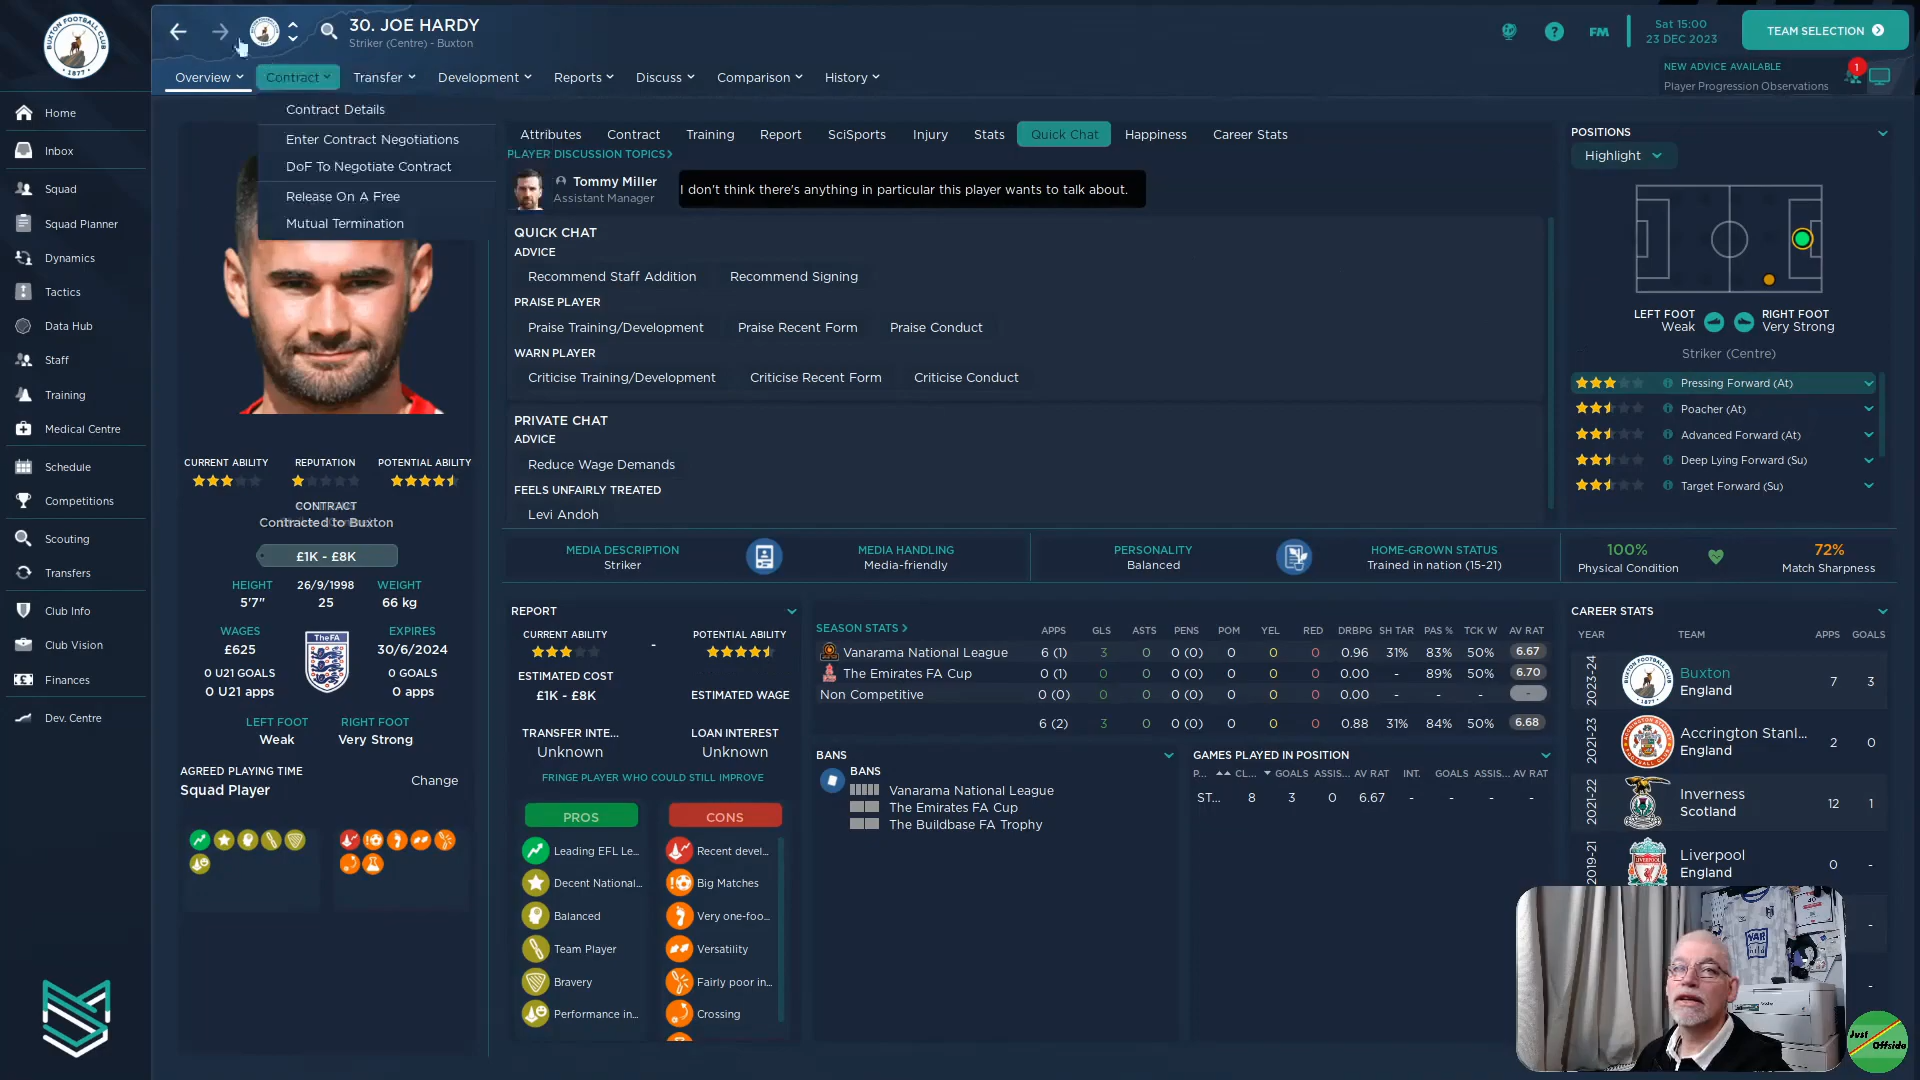 30. JOE HARDY
Striker (Centre) - Buxton
FM
Sat 15:00
23 DEC 2023
TEAM SELECTION
Overview
Contract
Transfer
Development
Reports
Discuss
Comparison
History
NEW ADVICE AVAILABLE
Player Progression Observations
1
BUXTON FOOTBALL CLUB
1877
Home
Inbox
Squad
Squad Planner
Dynamics
Tactics
Data Hub
Staff
Training
Medical Centre
Schedule
Competitions
Scouting
Transfers
Club Info
Club Vision
Finances
Dev. Centre
Contract Details
Enter Contract Negotiations
DoF To Negotiate Contract
Release On A Free
Mutual Termination
CURRENT ABILITY
REPUTATION
POTENTIAL ABILITY
CONTRACT
Contracted to Buxton
£1K - £8K
HEIGHT
5'7"
26/9/1998
25
WEIGHT
66 kg
WAGES
£625
0 U21 GOALS
0 U21 apps
TheFA
EXPIRES
30/6/2024
0 GOALS
0 apps
LEFT FOOT
Weak
RIGHT FOOT
Very Strong
AGREED PLAYING TIME
Squad Player
Change
Attributes
Contract
Training
Report
SciSports
Injury
Stats
Quick Chat
Happiness
Career Stats
PLAYER DISCUSSION TOPICS>
Tommy Miller
Assistant Manager
I don't think there's anything in particular this player wants to talk about.
QUICK CHAT
ADVICE
Recommend Staff Addition
Recommend Signing
PRAISE PLAYER
Praise Training/Development
Praise Recent Form
Praise Conduct
WARN PLAYER
Criticise Training/Development
Criticise Recent Form
Criticise Conduct
PRIVATE CHAT
ADVICE
Reduce Wage Demands
FEELS UNFAIRLY TREATED
Levi Andoh
MEDIA DESCRIPTION
Striker
MEDIA HANDLING
Media-friendly
PERSONALITY
Balanced
HOME-GROWN STATUS
Trained in nation (15-21)
100%
Physical Condition
72%
Match Sharpness
POSITIONS
Highlight
LEFT FOOT
Weak
RIGHT FOOT
Very Strong
Striker (Centre)
Pressing Forward (At)
Poacher (At)
Advanced Forward (At)
Deep Lying Forward (Su)
Target Forward (Su)
REPORT
CURRENT ABILITY
-
POTENTIAL ABILITY
ESTIMATED COST
£1K - £8K
ESTIMATED WAGE
TRANSFER INTE...
Unknown
LOAN INTEREST
Unknown
FRINGE PLAYER WHO COULD STILL IMPROVE
PROS
Leading EFL Le...
Decent National...
Balanced
Team Player
Bravery
Performance in...
CONS
Recent devel...
Big Matches
Very one-foo...
Versatility
Fairly poor in...
Crossing
SEASON STATS > APPS GLS ASTS PENS POM YEL RED DRBPG SH TAR PAS % TCK W AV RAT
Vanarama National League 6 (1) 3 0 0 (0) 0 0 0 0.96 31% 83% 50% 6.67
The Emirates FA Cup 0 (1) 0 0 0 (0) 0 0 0 0.00 - 89% 50% 6.70
Non Competitive 0 (0) 0 0 0 (0) 0 0 0 0.00 - - - -
6 (2) 3 0 0 (0) 0 0 0 0.88 31% 84% 50% 6.68
BANS
BANS
Vanarama National League
The Emirates FA Cup
The Buildbase FA Trophy
GAMES PLAYED IN POSITION
P... CL... GOALS ASSIS... AV RAT INT. GOALS ASSIS... AV RAT
ST... 8 3 0 6.67 - - - - -
CAREER STATS
YEAR TEAM APPS GOALS
2023-24 Buxton England 7 3
2021-23 Accrington Stanl... England 2 0
2021-22 Inverness Scotland 12 1
2019-21 Liverpool England 0 -
-
-
Just Offside